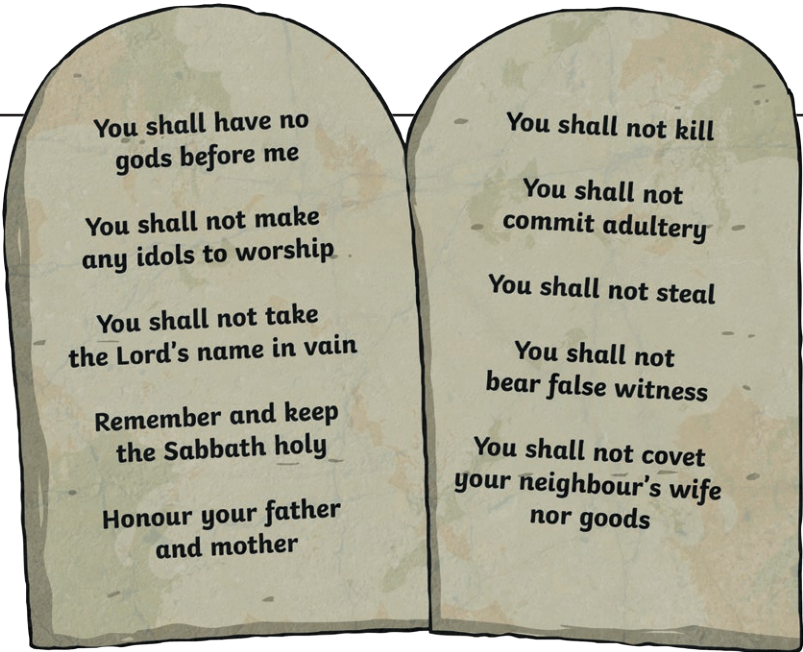 You shall have no
gods before me
You shall not make
any idols to worship
You shall not take
the Lord's name in vain
Remember and keep
the Sabbath holy
Honour your father
and mother
You shall not kill
You shall not
commit adultery
You shall not steal
You shall not
bear false witness
You shall not covet
your neighbour's wife
nor goods